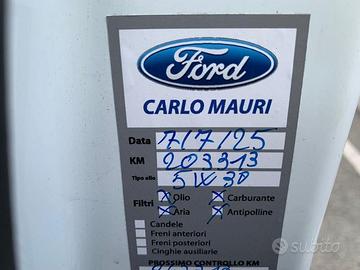 Ford
CARLO MAURI
Data 7/7/25
KM 203313
Tipo olio 5W30
Filtri X Olio X Carburante
X Aria X Antipolline
Candele
Freni anteriori
Freni posteriori
Cinghie ausiliarie
PROSSIMO CONTROLLO KM
subito